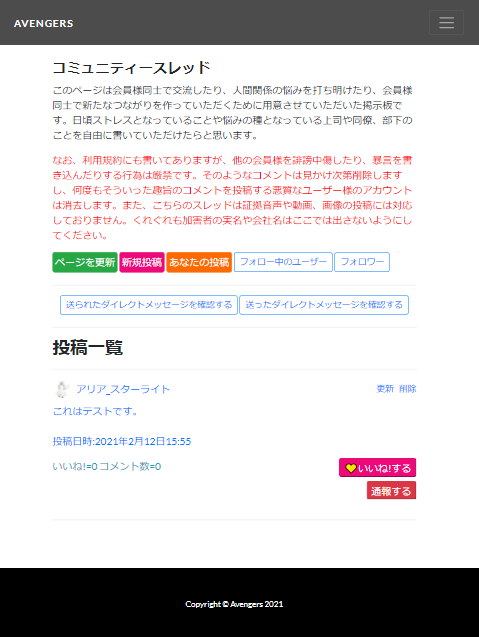 AVENGERS
コミュニティースレッド
このページは会員様同士で交流したり、人間関係の悩みを打ち明けたり、会員
様同士で新たなつながりを作っていただくために用意させていただいた掲示板で
す。日頃ストレスとなっていることや悩みの種となっている上司や同僚、部下の
ことを自由に書いていただけたらと思います。
なお、利用規約にも書いてありますが、他の会員様を誹謗中傷したり、暴言を書
き込んだりする行為は厳禁です。そのようなコメントは見かけ次第削除します
し、何度もそういった趣旨のコメントを投稿する悪質なユーザー様のアカウント
は消去します。また、こちらのスレッドは証拠音声や動画、画像の投稿には対応
しておりません。くれぐれも加害者の実名や会社名はここでは出さないようにし
てください。
ページを更新 新規投稿 あなたの投稿 フォロー中のユーザー フォロワー
送られたダイレクトメッセージを確認する 送ったダイレクトメッセージを確認する
投稿一覧
アリア_スターライト 更新 削除
これはテストです。
投稿日時:2021年2月12日15:55
いいね!=0 コメント数=0 いいね!する
通報する
Copyright © Avengers 2021